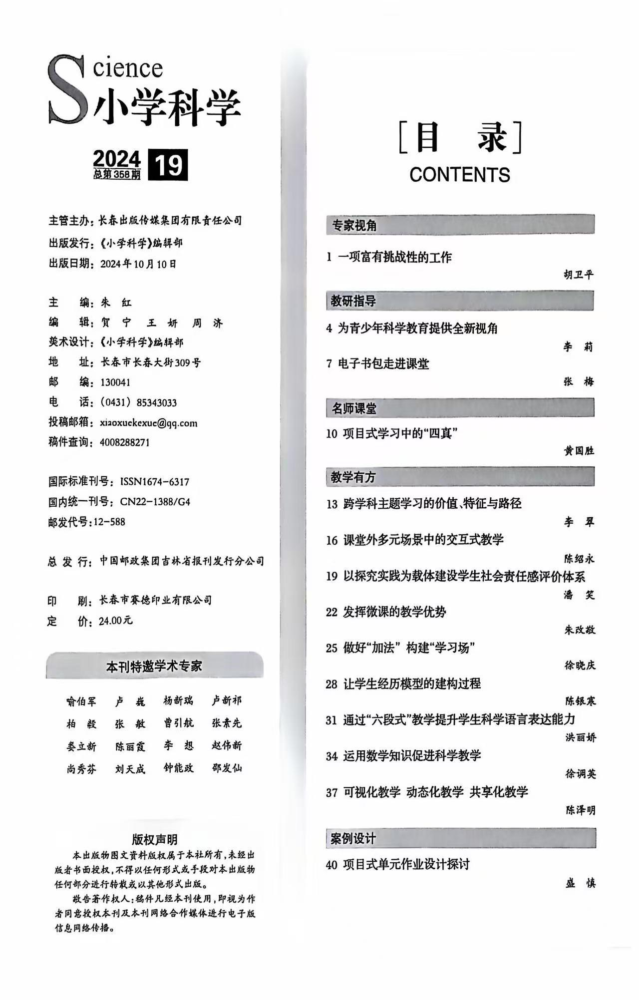 Science
小学科学
2024 19
总第358期
主管主办：长春出版传媒集团有限责任公司
出版发行：《小学科学》编辑部
出版日期：2024年10月10日
主 编：朱 红
编 辑：贺 宁 王 妍 周 济
美术设计：《小学科学》编辑部
地 址：长春市长春大街309号
邮 编：130041
电 话：（0431）85343033
投稿邮箱：xiaoxuekexue@qq.com
稿件查询：4008288271
国际标准刊号：ISSN1674-6317
国内统一刊号：CN22-1388/G4
邮发代号:12-588
总 发 行：中国邮政集团吉林省报刊发行分公司
印 刷：长春市赛德印业有限公司
定 价：24.00元
本刊特邀学术专家
喻伯军 卢 巍 杨新瑞 卢新祁
柏 毅 张 敏 曹引航 张素先
娄立新 陈丽霞 李 想 赵伟新
尚秀芬 刘天成 钟能政 邵发仙
版权声明
本出版物图文资料版权属于本社所有,未经出
版者书面授权,不得以任何形式或手段对本出版物
任何部分进行转载或以其他形式出版。
敬告著作权人:稿件凡经本刊使用,即视为作
者同意授权本刊及本刊网络合作媒体进行电子版
信息网络传播。
［目 录］
CONTENTS
专家视角
1 一项富有挑战性的工作
胡卫平
教研指导
4 为青少年科学教育提供全新视角
李 莉
7 电子书包走进课堂
张 梅
名师课堂
10 项目式学习中的“四真”
黄国胜
教学有方
13 跨学科主题学习的价值、特征与路径
李 翠
16 课堂外多元场景中的交互式教学
陈绍永
19 以探究实践为载体建设学生社会责任感评价体系
潘 笑
22 发挥微课的教学优势
朱改敬
25 做好“加法” 构建“学习场”
徐晓庆
28 让学生经历模型的建构过程
陈银寒
31 通过“六段式”教学提升学生科学语言表达能力
洪丽娇
34 运用数学知识促进科学教学
徐调英
37 可视化教学 动态化教学 共享化教学
陈泽明
案例设计
40 项目式单元作业设计探讨
盛 慎